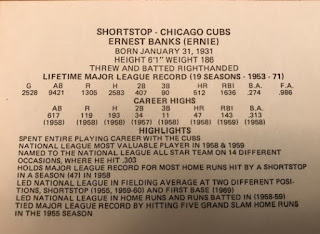 SHORTSTOP - CHICAGO CUBS
ERNEST BANKS (ERNIE)
BORN JANUARY 31, 1931
HEIGHT 6'1" WEIGHT 186
THREW AND BATTED RIGHTHANDED
LIFETIME MAJOR LEAGUE RECORD (19 SEASONS - 1953 - 71)
G AB R H 2B 3B HR RBI B.A. F.A.
2528 9421 1305 2583 407 90 512 1636 .274 .986
CAREER HIGHS
AB R H 2B 3B HR RBI B.A.
617 119 193 34 11 47 143 .313
(1958) (1958) (1958) (1957) (1955) (1958) (1959) (1958)
HIGHLIGHTS
SPENT ENTIRE PLAYING CAREER WITH THE CUBS
NATIONAL LEAGUE MOST VALUABLE PLAYER IN 1958 & 1959
NAMED TO THE NATIONAL LEAGUE ALL STAR TEAM ON 14 DIFFERENT
OCCASIONS, WHERE HE HIT .303
HOLDS MAJOR LEAGUE RECORD FOR MOST HOME RUNS HIT BY A SHORTSTOP
IN A SEASON (47) IN 1958
LED NATIONAL LEAGUE IN FIELDING AVERAGE AT TWO DIFFERENT POSI-
TIONS, SHORTSTOP (1955, 1959-60) AND FIRST BASE (1969)
LED NATIONAL LEAGUE IN HOME RUNS AND RUNS BATTED IN (1958-59)
TIED MAJOR LEAGUE RECORD BY HITTING FIVE GRAND SLAM HOME RUNS
IN THE 1955 SEASON